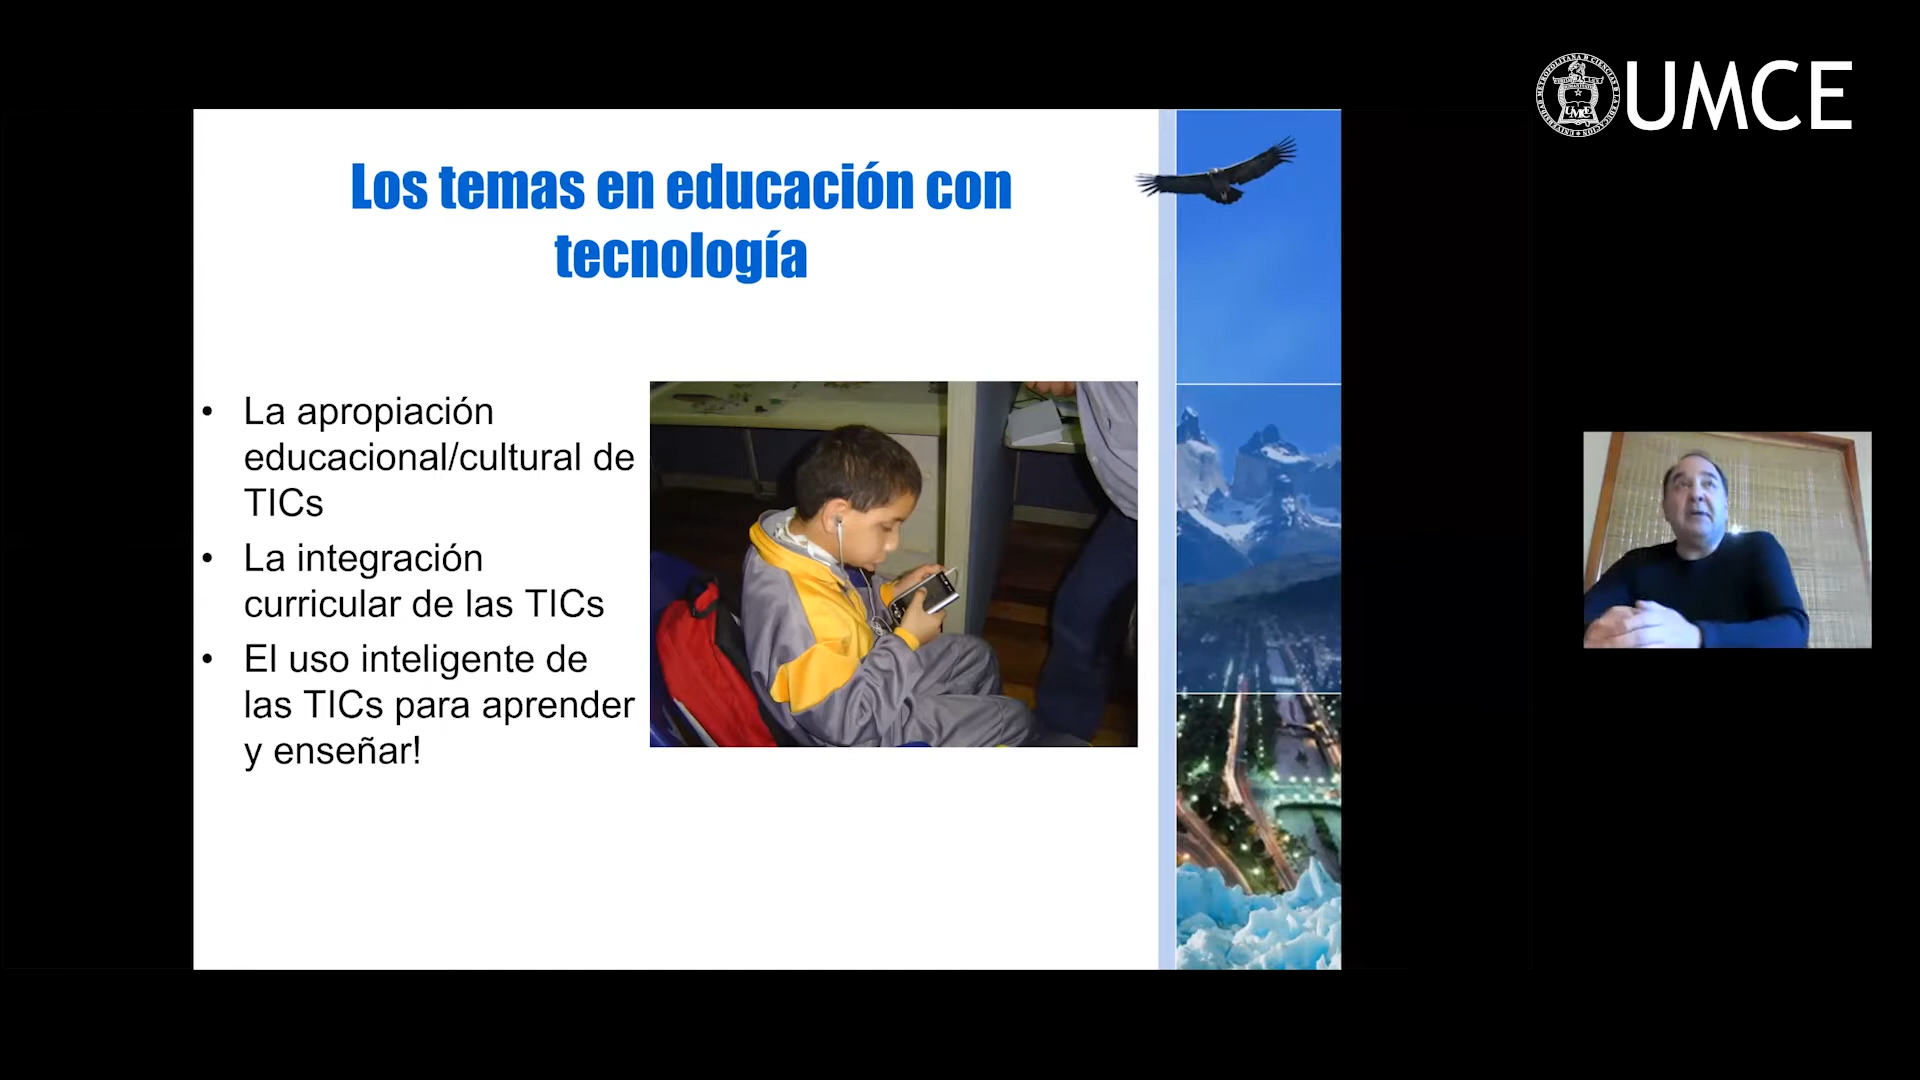 UMCE
Los temas en educación con
tecnología
• La apropiación
educacional/cultural de
TICs
• La integración
curricular de las TICs
• El uso inteligente de
las TICs para aprender
y enseñar!